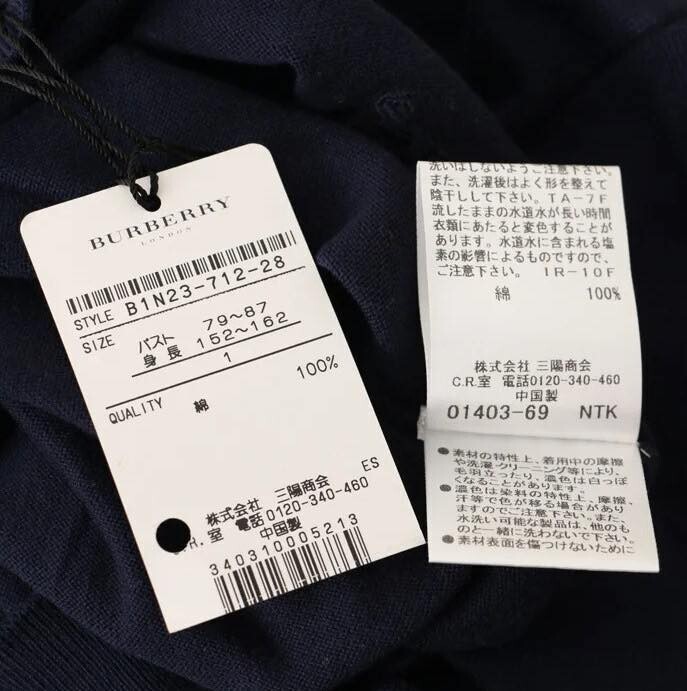 BURBERRY
LONDON
STYLE B1N23-712-28
SIZE バスト 79〜87
身長 152〜162
1
QUALITY 綿 100%
ES
株式会社 三陽商会
室 電話0120-340-460
中国製
340310005213
洗いはしないようご注意下さい。
また、洗濯後はよく形を整えて
陰干しして下さい。TA-7F
流したままの水道水が長い時間
衣類にあたると変色することが
あります。水道水に含まれる塩
素の影響によるものですので、
ご注意下さい。 IR-10F
綿 100%
株式会社 三陽商会
C.R.室 電話0120-340-460
中国製
01403-69 NTK
●素材の特性上、着用中の摩擦
や洗濯クリーニング等により、
毛羽立ったり、濃色は白っぽ
くなることがあります。
●濃色は染料の特性上、摩擦、
汗等で色が移る場合があり
ますのでご注意下さい。また、
水洗い可能な製品は、他のも
のと一緒に洗わないで下さい。
●素材表面を傷つけないために